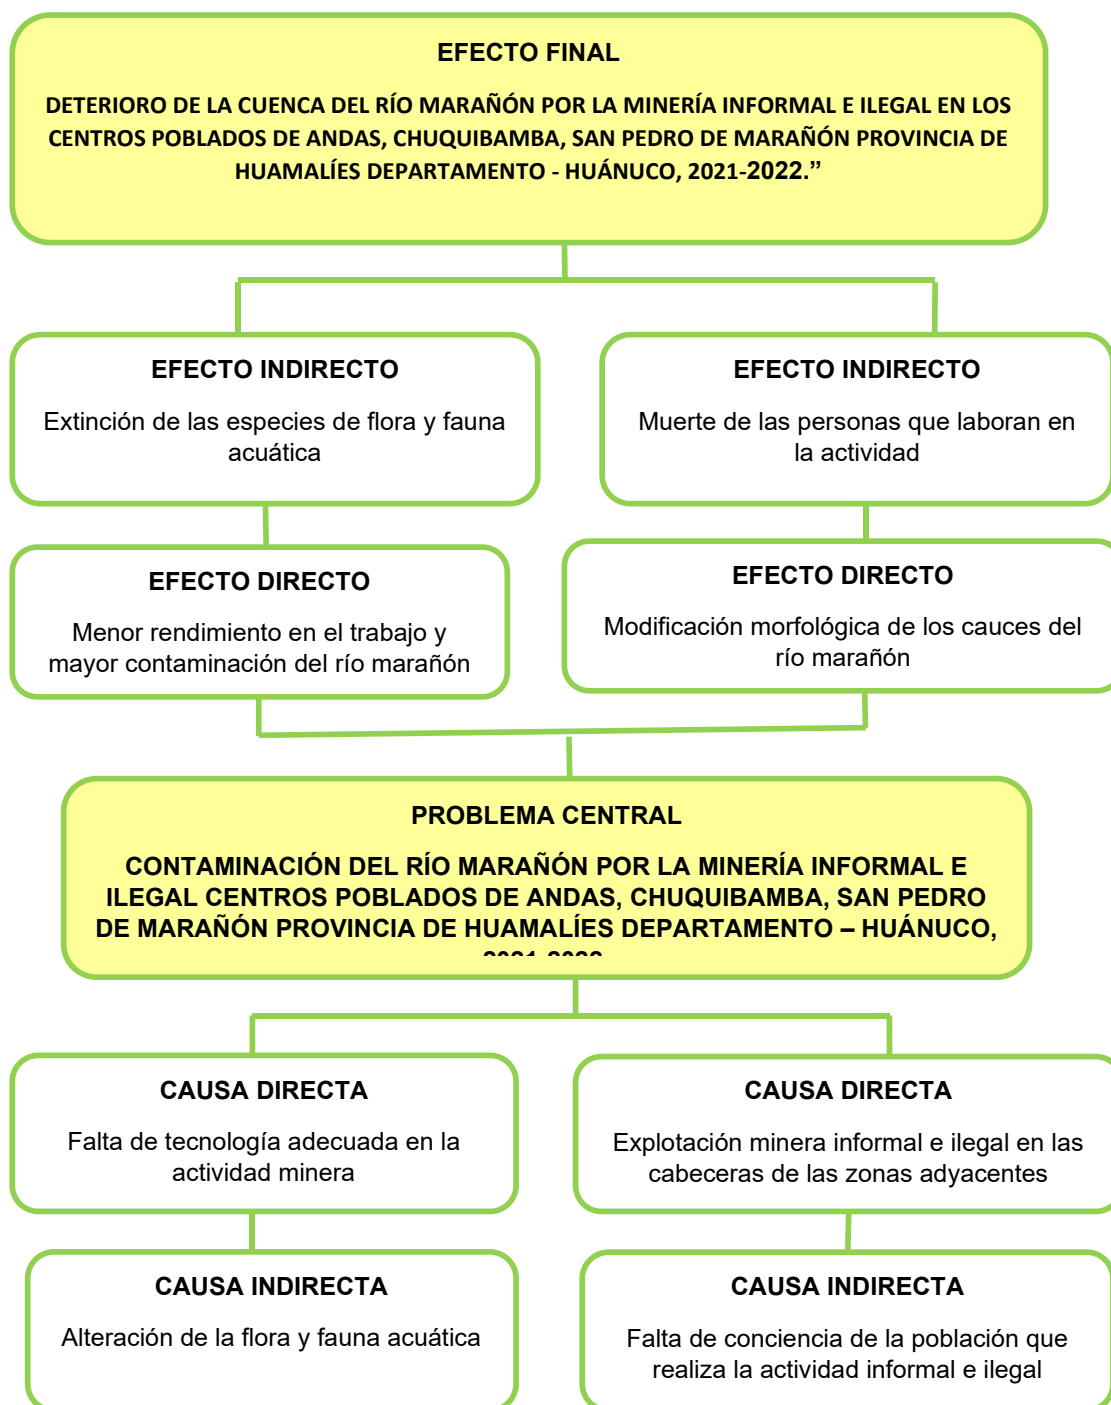 EFECTO FINAL
DETERIORO DE LA CUENCA DEL RÍO MARAÑÓN POR LA MINERÍA INFORMAL E ILEGAL EN LOS
CENTROS POBLADOS DE ANDAS, CHUQUIBAMBA, SAN PEDRO DE MARAÑÓN PROVINCIA DE
HUAMALÍES DEPARTAMENTO - HUÁNUCO, 2021-2022.”
EFECTO INDIRECTO
Extinción de las especies de flora y fauna
acuática
EFECTO INDIRECTO
Muerte de las personas que laboran en
la actividad
EFECTO DIRECTO
Menor rendimiento en el trabajo y
mayor contaminación del río marañón
EFECTO DIRECTO
Modificación morfológica de los cauces del
río marañón
PROBLEMA CENTRAL
CONTAMINACIÓN DEL RÍO MARAÑÓN POR LA MINERÍA INFORMAL E
ILEGAL CENTROS POBLADOS DE ANDAS, CHUQUIBAMBA, SAN PEDRO
DE MARAÑÓN PROVINCIA DE HUAMALÍES DEPARTAMENTO – HUÁNUCO,
CAUSA DIRECTA
Falta de tecnología adecuada en la
actividad minera
CAUSA DIRECTA
Explotación minera informal e ilegal en las
cabeceras de las zonas adyacentes
CAUSA INDIRECTA
Alteración de la flora y fauna acuática
CAUSA INDIRECTA
Falta de conciencia de la población que
realiza la actividad informal e ilegal